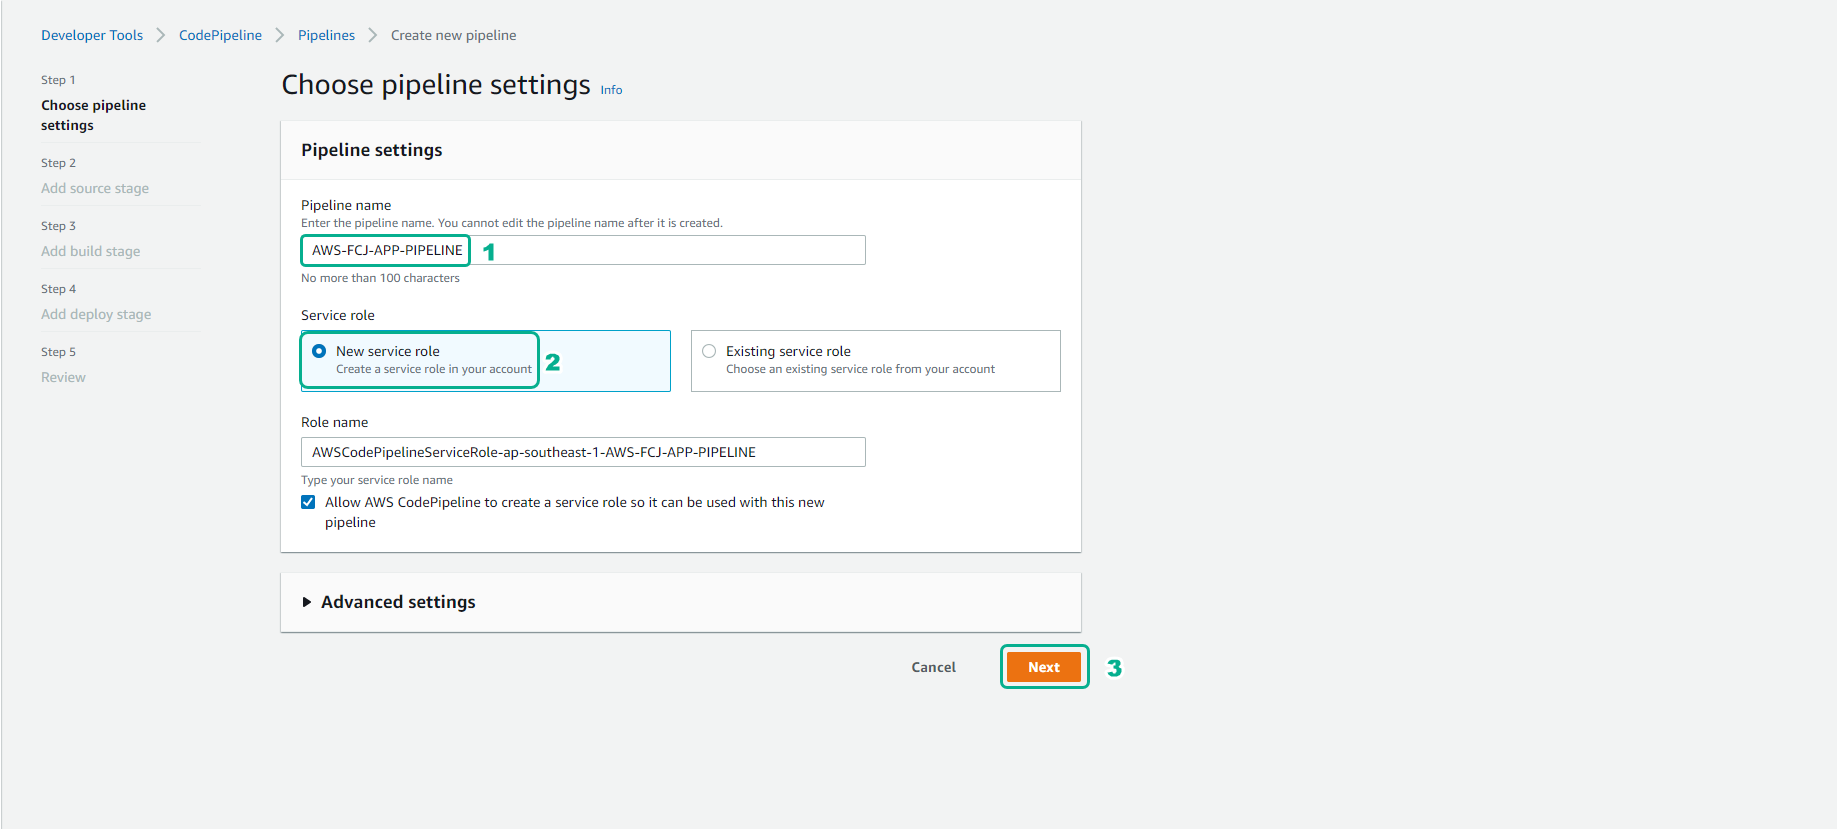 Developer Tools > CodePipeline > Pipelines > Create new pipeline
Step 1
Choose pipeline
settings
Step 2
Add source stage
Step 3
Add build stage
Step 4
Add deploy stage
Step 5
Review
Choose pipeline settings Info
Pipeline settings
Pipeline name
Enter the pipeline name. You cannot edit the pipeline name after it is created.
AWS-FCJ-APP-PIPELINE 1
No more than 100 characters
Service role
New service role
Create a service role in your account
2
Existing service role
Choose an existing service role from your account
Role name
AWSCodePipelineServiceRole-ap-southeast-1-AWS-FCJ-APP-PIPELINE
Type your service role name
Allow AWS CodePipeline to create a service role so it can be used with this new
pipeline
Advanced settings
Cancel Next 3